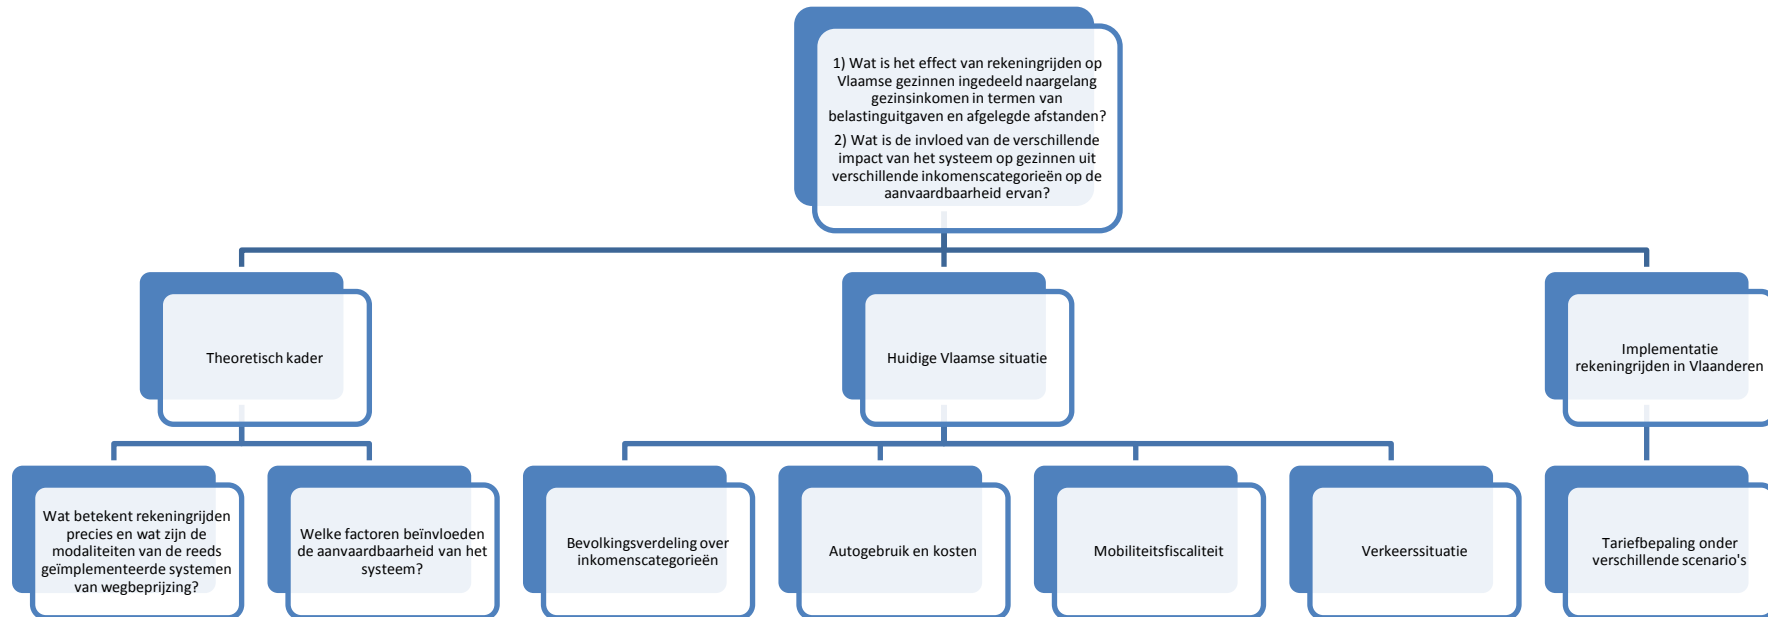 1) Wat is het effect van rekeningrijden op
Vlaamse gezinnen ingedeeld naargelang
gezinsinkomen in termen van
belastinguitgaven en afgelegde afstanden?
2) Wat is de invloed van de verschillende
impact van het systeem op gezinnen uit
verschillende inkomenscategorieën op de
aanvaardbaarheid ervan?
Theoretisch kader
Huidige Vlaamse situatie
Implementatie
rekeningrijden in Vlaanderen
Wat betekent rekeningrijden
precies en wat zijn de
modaliteiten van de reeds
geïmplementeerde systemen
van wegbeprijzing?
Welke factoren beïnvloeden
de aanvaardbaarheid van het
systeem?
Bevolkingsverdeling over
inkomenscategorieën
Autogebruik en kosten
Mobiliteitsfiscaliteit
Verkeerssituatie
Tariefbepaling onder
verschillende scenario's